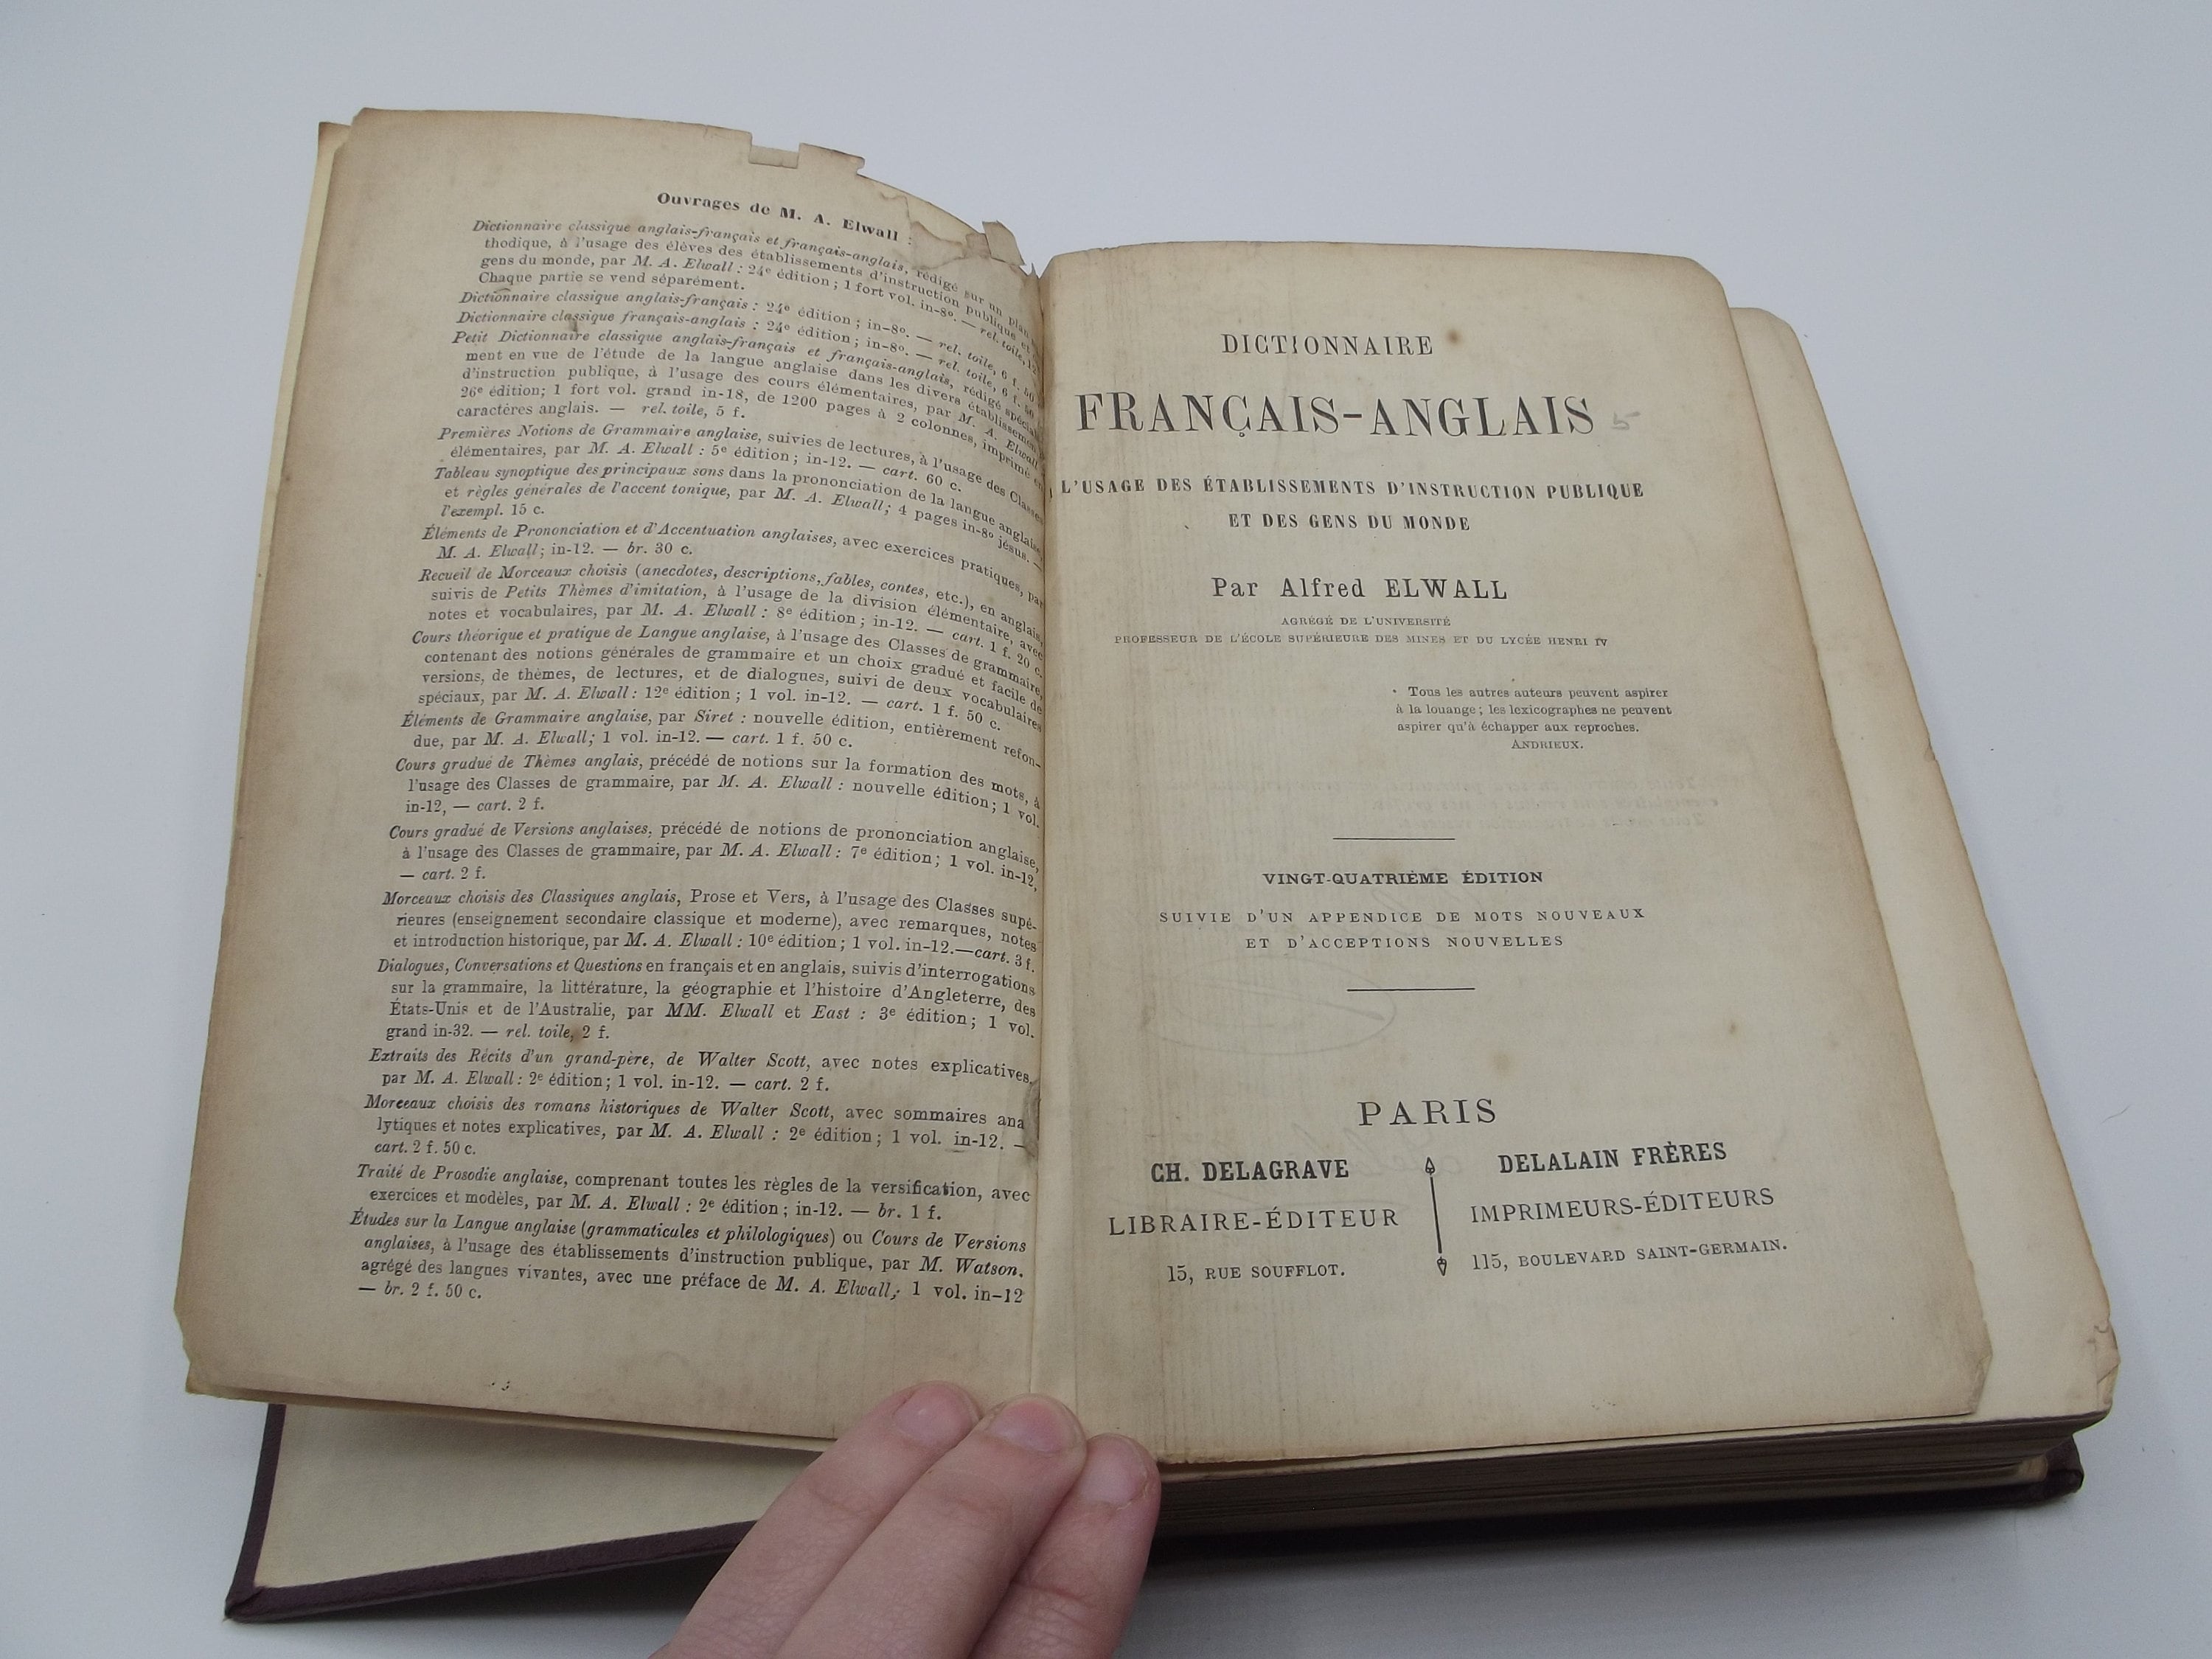 Ouvrages de M. A. Elwall :
Dictionnaire classique anglais-français et français-anglais, rédigé sur un plan
thodique, à l'usage des élèves des établissements d'instruction publique et
gens du monde, par M. A. Elwall : 24e édition ; 1 fort vol. in-8o. — rel. toile,
Chaque partie se vend séparément.
Dictionnaire classique anglais-français : 24e édition ; in-8o. — rel. toile, 6 f. 50
Dictionnaire classique français-anglais : 24e édition ; in-8o. — rel. toile, 6 f. 50
Petit Dictionnaire classique anglais-français et français-anglais, rédigé spéciale
ment en vue de l'étude de la langue anglaise dans les divers établissements
d'instruction publique, à l'usage des cours élémentaires, par M. A. Elwall
26e édition; 1 fort vol. grand in-18, de 1200 pages à 2 colonnes, imprimé en
caractères anglais. — rel. toile, 5 f.
Premières Notions de Grammaire anglaise, suivies de lectures, à l'usage des Classes
élémentaires, par M. A. Elwall : 5e édition ; in-12. — cart. 60 c.
Tableau synoptique des principaux sons dans la prononciation de la langue anglaise,
et règles générales de l'accent tonique, par M. A. Elwall; 4 pages in-8o jésus. —
l'exempl. 15 c.
Éléments de Prononciation et d'Accentuation anglaises, avec exercices pratiques, par
M. A. Elwall; in-12. — br. 30 c.
Recueil de Morceaux choisis (anecdotes, descriptions, fables, contes, etc.), en anglais,
suivis de Petits Thèmes d'imitation, à l'usage de la division élémentaire, avec
notes et vocabulaires, par M. A. Elwall : 8e édition ; in-12. — cart. 1 f. 20 c.
Cours théorique et pratique de Langue anglaise, à l'usage des Classes de grammaire,
contenant des notions générales de grammaire et un choix gradué et facile de
versions, de thèmes, de lectures, et de dialogues, suivi de deux vocabulaires
spéciaux, par M. A. Elwall : 12e édition ; 1 vol. in-12. — cart. 1 f. 50 c.
Éléments de Grammaire anglaise, par Siret : nouvelle édition, entièrement refon-
due, par M. A. Elwall; 1 vol. in-12. — cart. 1 f. 50 c.
Cours gradué de Thèmes anglais, précédé de notions sur la formation des mots, à
l'usage des Classes de grammaire, par M. A. Elwall : nouvelle édition ; 1 vol.
in-12, — cart. 2 f.
Cours gradué de Versions anglaises, précédé de notions de prononciation anglaise,
à l'usage des Classes de grammaire, par M. A. Elwall : 7e édition ; 1 vol. in-12,
— cart. 2 f.
Morceaux choisis des Classiques anglais, Prose et Vers, à l'usage des Classes supé-
rieures (enseignement secondaire classique et moderne), avec remarques, notes
et introduction historique, par M. A. Elwall : 10e édition ; 1 vol. in-12.—cart. 3 f.
Dialogues, Conversations et Questions en français et en anglais, suivis d'interrogations
sur la grammaire, la littérature, la géographie et l'histoire d'Angleterre, des
États-Unis et de l'Australie, par MM. Elwall et East : 3e édition ; 1 vol.
grand in-32. — rel. toile, 2 f.
Extraits des Récits d'un grand-père, de Walter Scott, avec notes explicatives,
par M. A. Elwall : 2e édition ; 1 vol. in-12. — cart. 2 f.
Morceaux choisis des romans historiques de Walter Scott, avec sommaires ana
lytiques et notes explicatives, par M. A. Elwall : 2e édition ; 1 vol. in-12. —
cart. 2 f. 50 c.
Traité de Prosodie anglaise, comprenant toutes les règles de la versification, avec
exercices et modèles, par M. A. Elwall : 2e édition ; in-12. — br. 1 f.
Études sur la Langue anglaise (grammaticules et philologiques) ou Cours de Versions
anglaises, à l'usage des établissements d'instruction publique, par M. Watson,
agrégé des langues vivantes, avec une préface de M. A. Elwall; 1 vol. in-12
— br. 2 f. 50 c.
DICTIONNAIRE
FRANÇAIS-ANGLAIS
L'USAGE DES ÉTABLISSEMENTS D'INSTRUCTION PUBLIQUE
ET DES GENS DU MONDE
Par Alfred ELWALL
AGRÉGÉ DE L'UNIVERSITÉ
PROFESSEUR DE L'ÉCOLE SUPÉRIEURE DES MINES ET DU LYCÉE HENRI IV
Tous les autres auteurs peuvent aspirer
à la louange ; les lexicographes ne peuvent
aspirer qu'à échapper aux reproches.
ANDRIEUX.
VINGT-QUATRIÈME ÉDITION
SUIVIE D'UN APPENDICE DE MOTS NOUVEAUX
ET D'ACCEPTIONS NOUVELLES
PARIS
CH. DELAGRAVE
LIBRAIRE-ÉDITEUR
15, RUE SOUFFLOT.
DELALAIN FRÈRES
IMPRIMEURS-ÉDITEURS
115, BOULEVARD SAINT-GERMAIN.